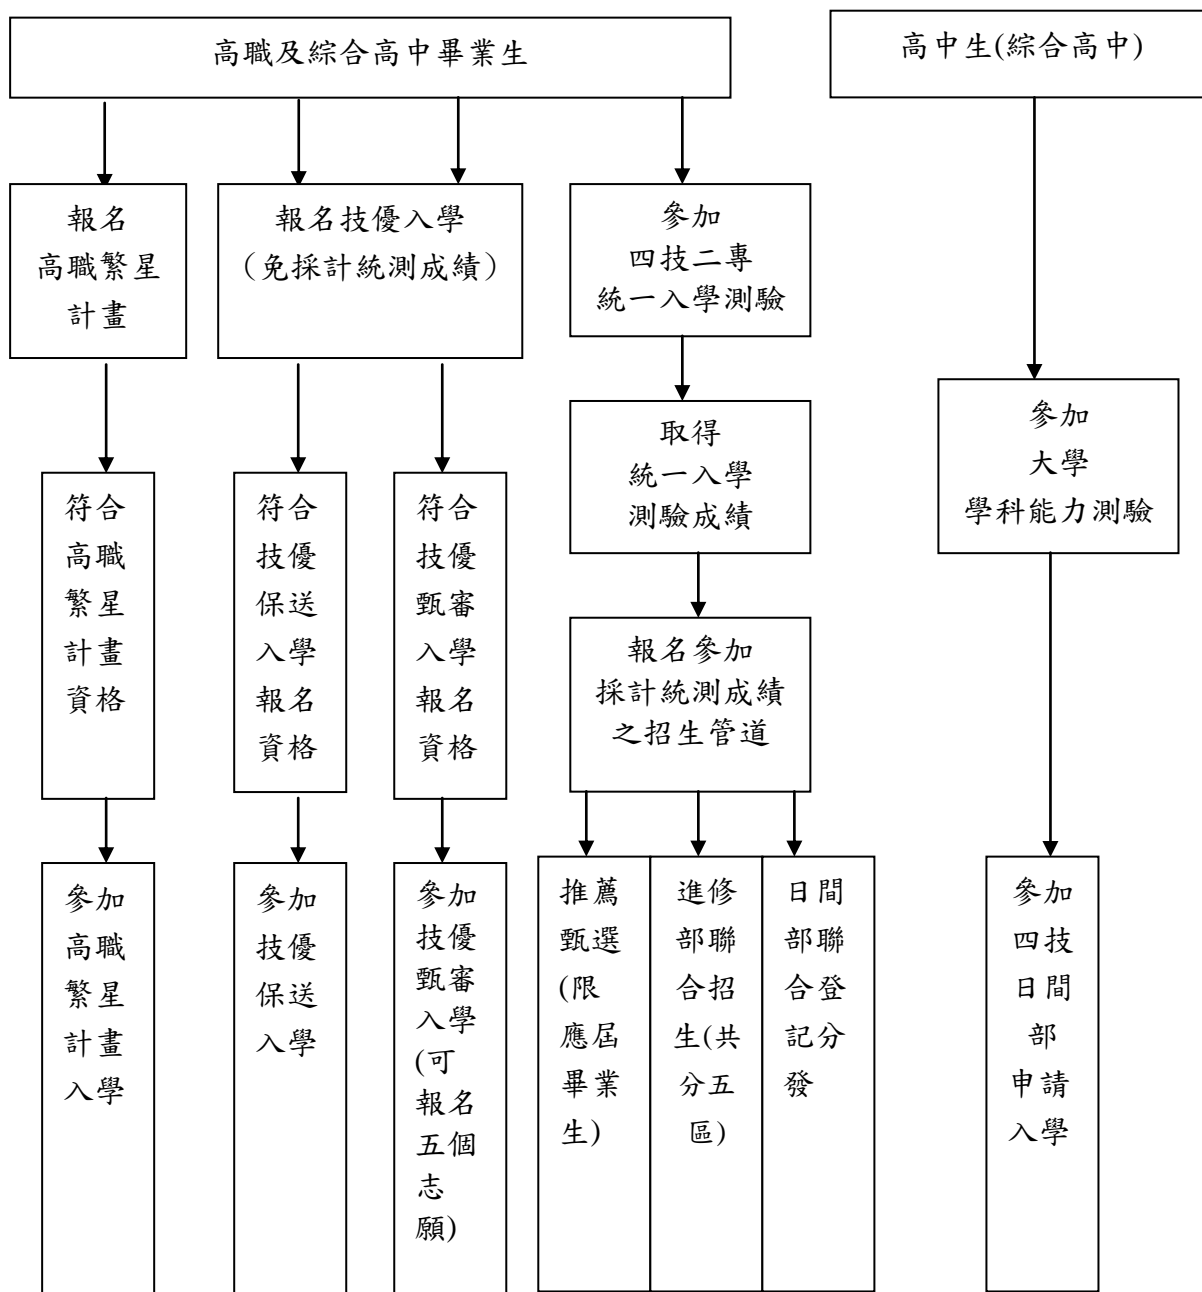 高職及綜合高中畢業生
高中生(綜合高中)
報名
高職繁星
計畫
報名技優入學
（免採計統測成績）
參加
四技二專
統一入學測驗
取得
統一入學
測驗成績
參加
大學
學科能力測驗
符合
高職
繁星
計畫
資格
符合
技優
保送
入學
報名
資格
符合
技優
甄審
入學
報名
資格
報名參加
採計統測成績
之招生管道
參加
高職
繁星
計畫
入學
參加
技優
保送
入學
參加
技優
甄審
入學
(可
報名
五個
志
願)
推薦
甄選
(限
應屆
畢業
生)
進修
部聯
合招
生(共
分五
區)
日間
部聯
合登
記分
發
參加
四技
日間
部
申請
入學